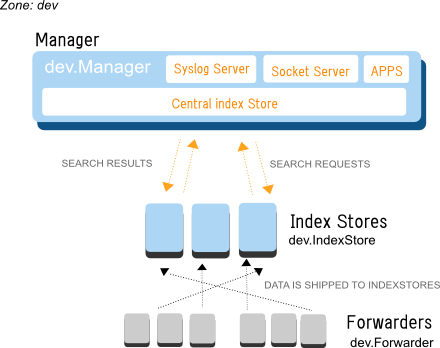 Zone: dev
Manager
dev.Manager
Syslog Server
Socket Server
APPS
Central index Store
SEARCH RESULTS
SEARCH REQUESTS
Index Stores
dev.IndexStore
DATA IS SHIPPED TO INDEXSTORES
Forwarders
dev.Forwarder